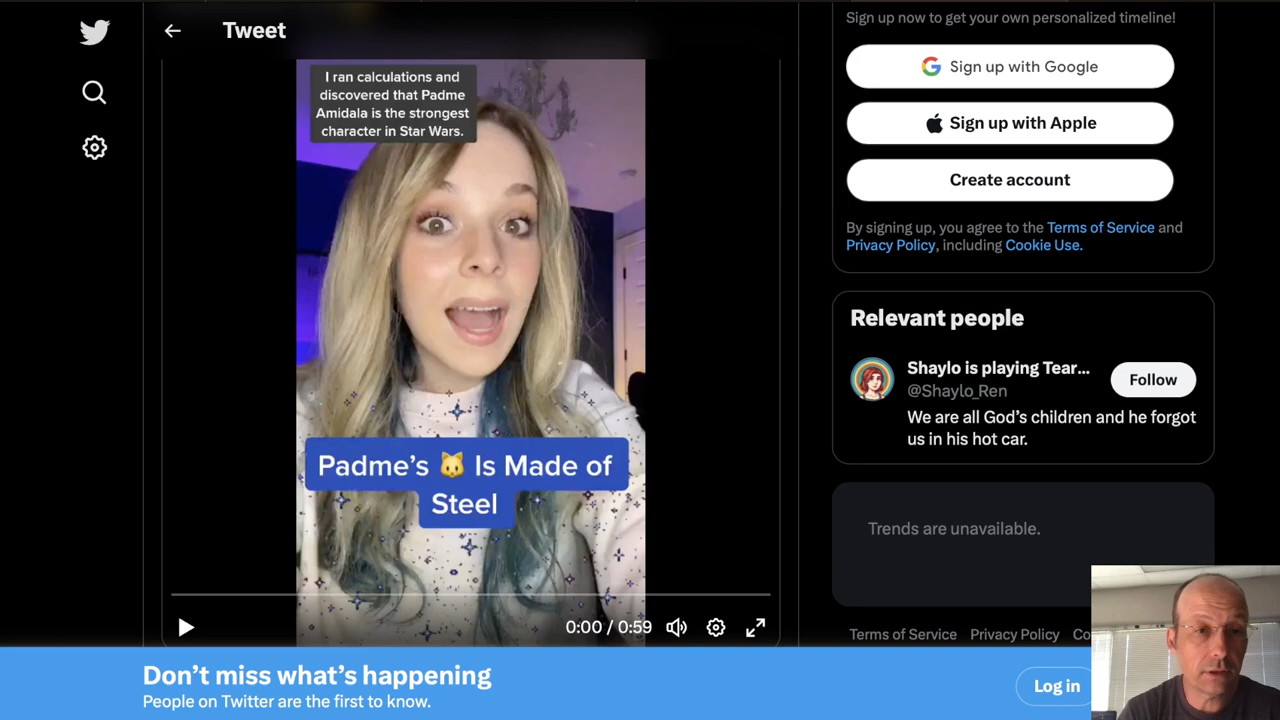 Tweet
I ran calculations and
discovered that Padme
Amidala is the strongest
character in Star Wars.
Padme's 🐱 Is Made of
Steel
0:00 / 0:59
Sign up now to get your own personalized timeline!
Sign up with Google
Sign up with Apple
Create account
By signing up, you agree to the Terms of Service and
Privacy Policy, including Cookie Use.
Relevant people
Shaylo is playing Tear...
@Shaylo_Ren
Follow
We are all God's children and he forgot
us in his hot car.
Trends are unavailable.
Terms of Service Privacy Policy Co
Don't miss what's happening
People on Twitter are the first to know.
Log in